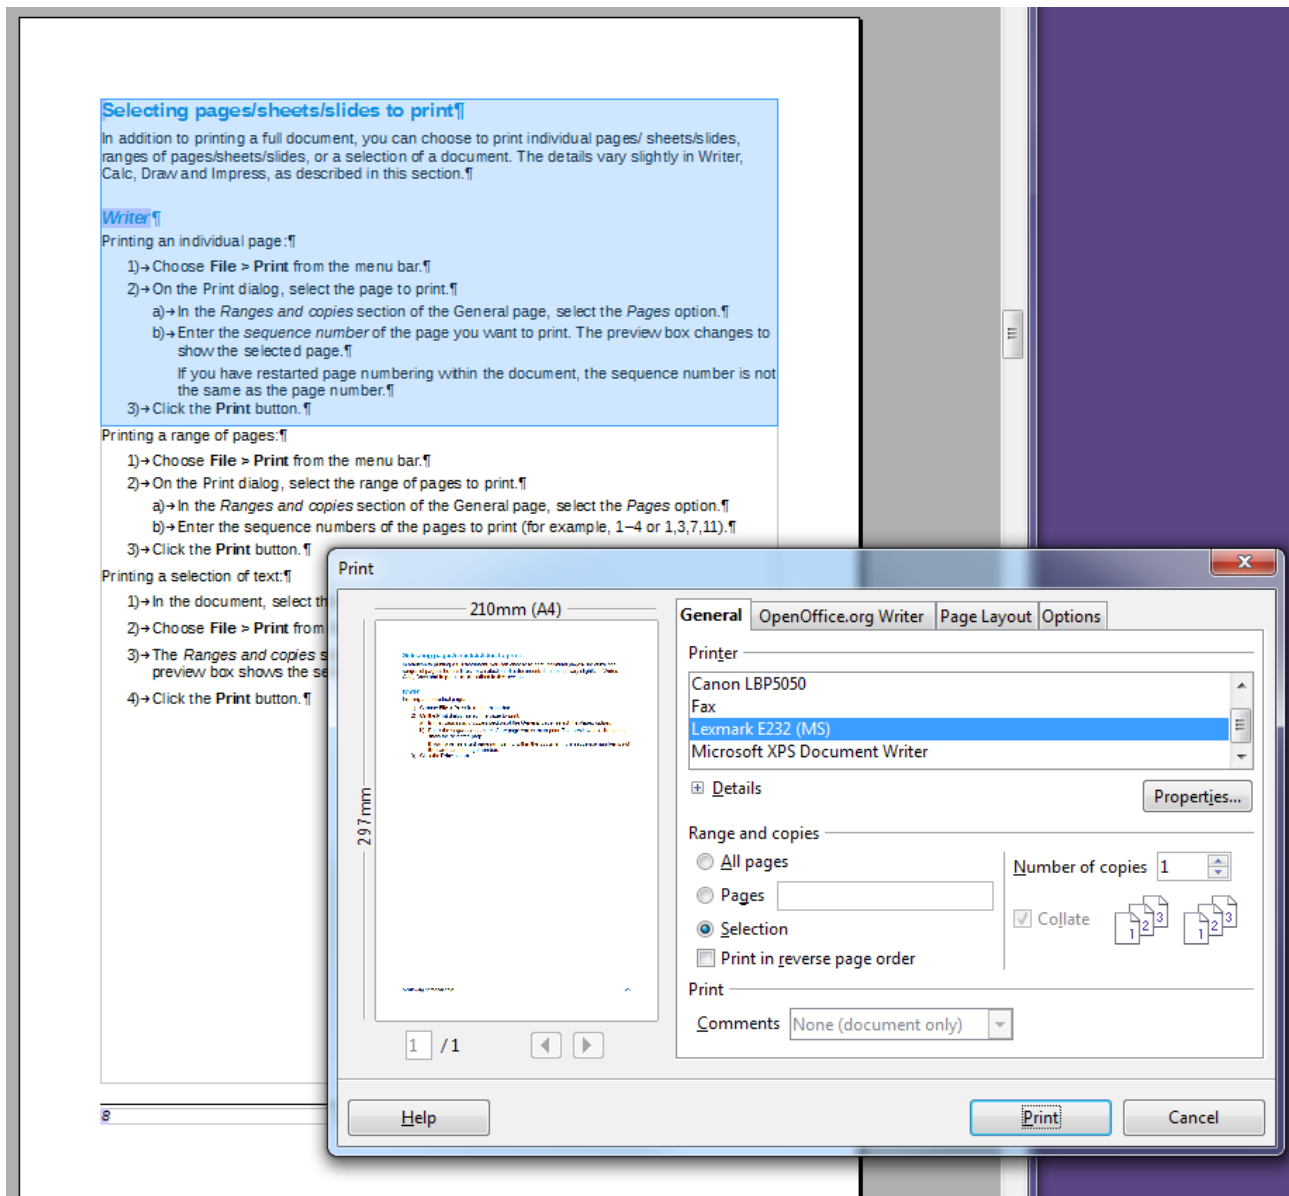 Selecting pages/sheets/slides to print¶
In addition to printing a full document, you can choose to print individual pages/ sheets/slides,
ranges of pages/sheets/slides, or a selection of a document. The details vary slightly in Writer,
Calc, Draw and Impress, as described in this section.¶
Writer¶
Printing an individual page:¶
1)→Choose File > Print from the menu bar.¶
2)→On the Print dialog, select the page to print.¶
a)→In the Ranges and copies section of the General page, select the Pages option.¶
b)→Enter the sequence number of the page you want to print. The preview box changes to
show the selected page.¶
If you have restarted page numbering within the document, the sequence number is not
the same as the page number.¶
3)→Click the Print button.¶
Printing a range of pages:¶
1)→Choose File > Print from the menu bar.¶
2)→On the Print dialog, select the range of pages to print.¶
a)→In the Ranges and copies section of the General page, select the Pages option.¶
b)→Enter the sequence numbers of the pages to print (for example, 1–4 or 1,3,7,11).¶
3)→Click the Print button.¶
Printing a selection of text:¶
1)→In the document, select th
2)→Choose File > Print from
3)→The Ranges and copies s
preview box shows the se
4)→Click the Print button.¶
8
Print
210mm (A4)
297mm
1 / 1
General OpenOffice.org Writer Page Layout Options
Printer
Canon LBP5050
Fax
Lexmark E232 (MS)
Microsoft XPS Document Writer
Details
Properties...
Range and copies
All pages
Pages
Selection
Print in reverse page order
Number of copies 1
Collate
1 2 3 1 2 3
Print
Comments None (document only)
Help Print Cancel